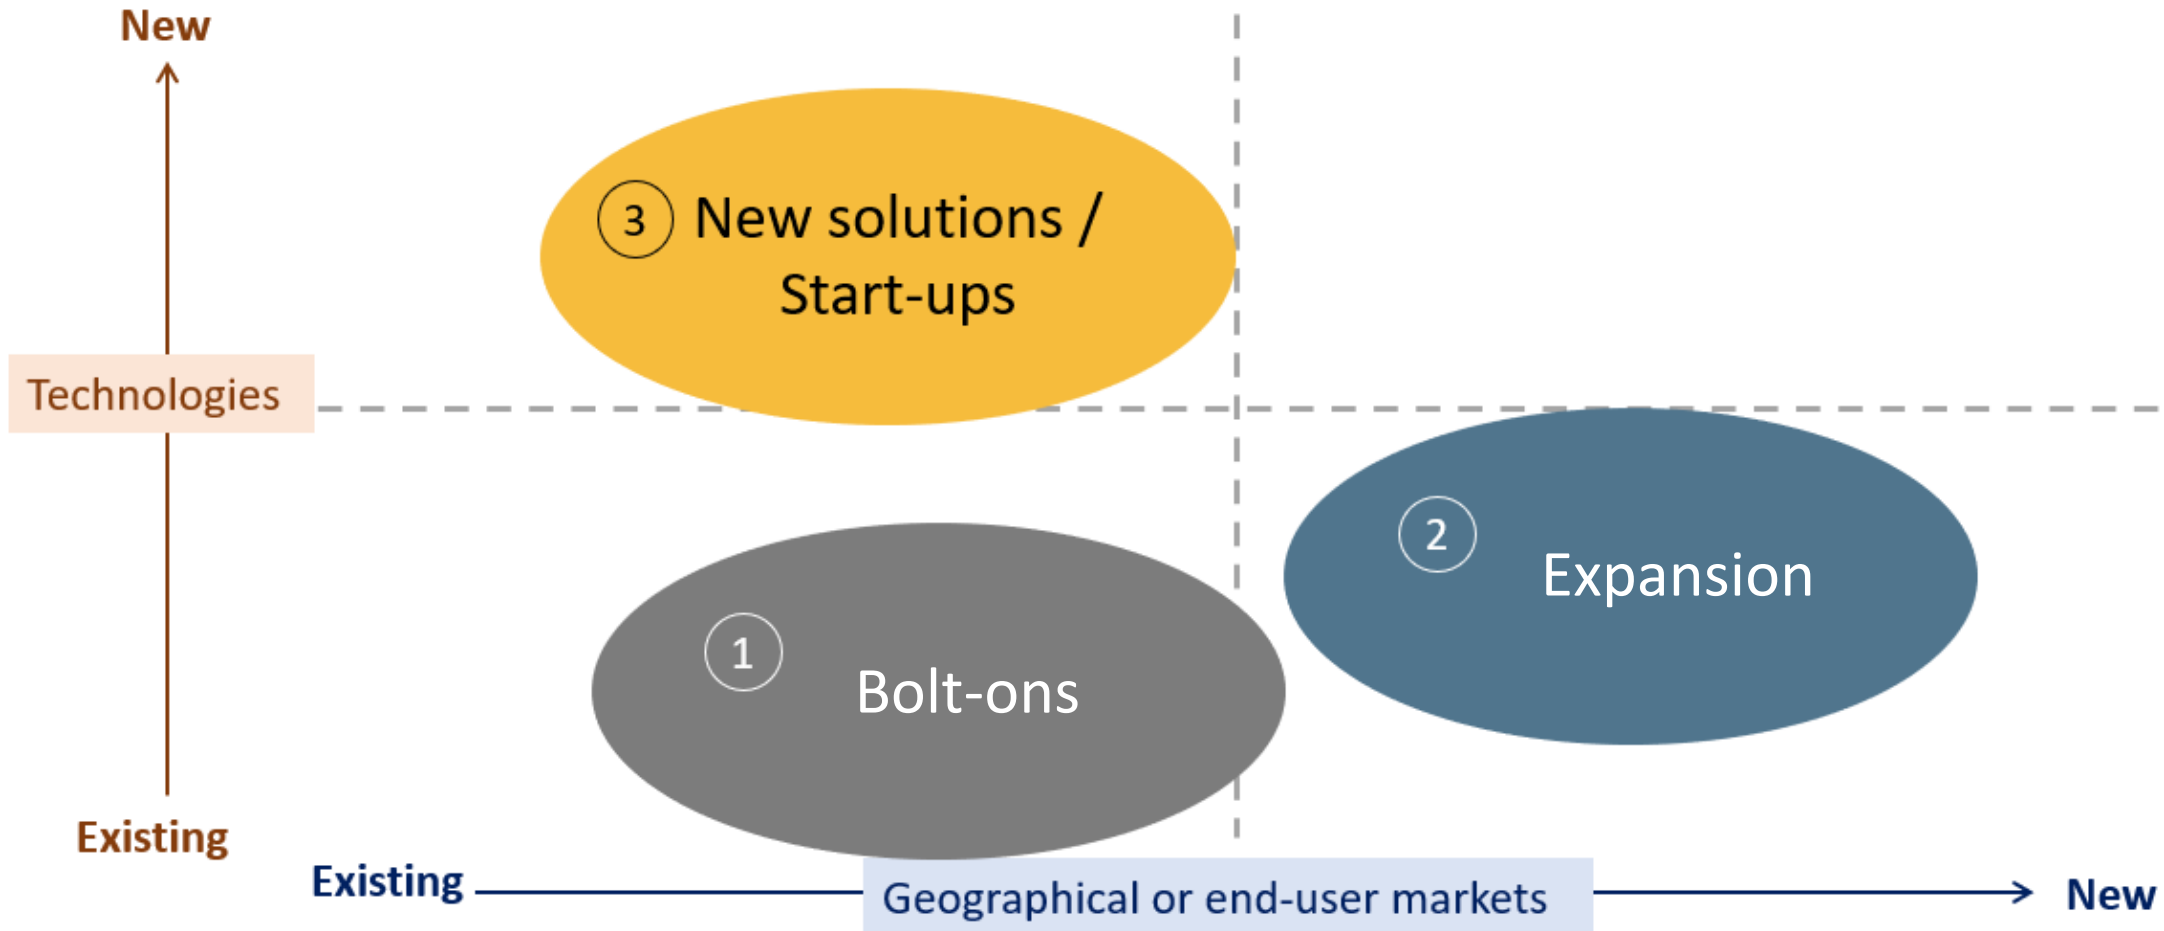 New
3 New solutions /
Start-ups
Technologies
2 Expansion
1 Bolt-ons
Existing
Existing
Geographical or end-user markets
New